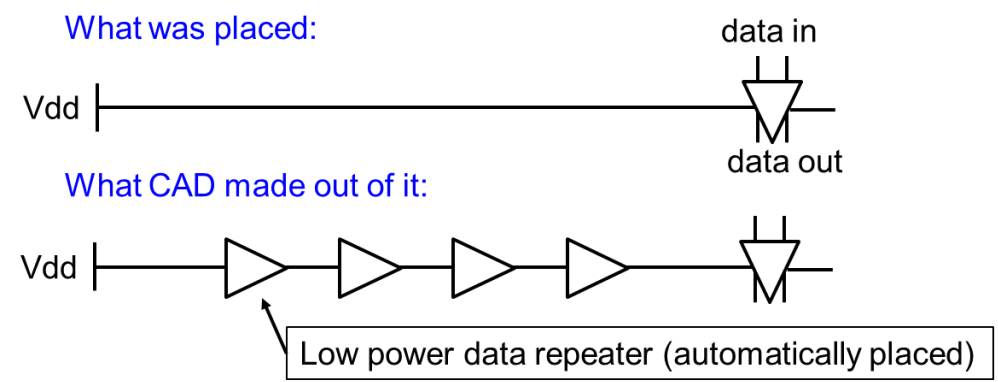 What was placed:
data in
Vdd
data out
What CAD made out of it:
Vdd
Low power data repeater (automatically placed)